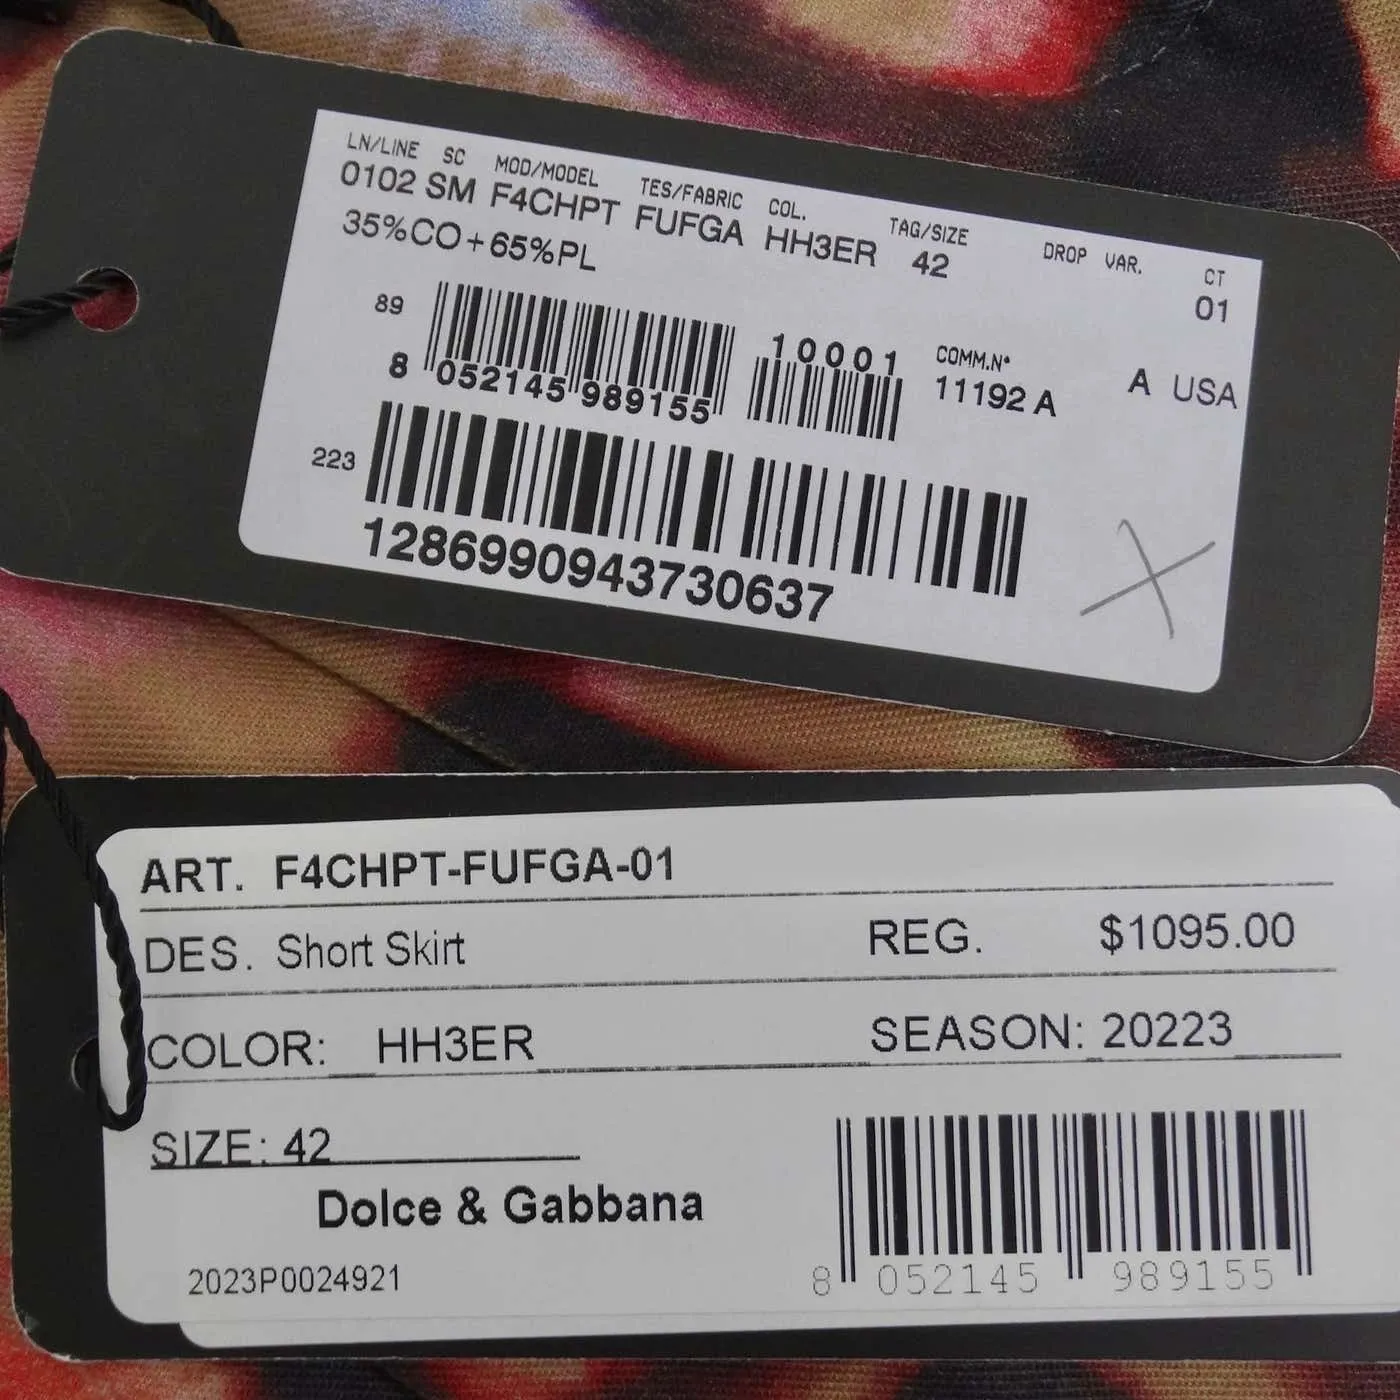 LN/LINE SC MOD/MODEL TES/FABRIC COL. TAG/SIZE DROP VAR. CT
0102 SM F4CHPT FUFGA HH3ER 42 01
35%CO+65%PL
89
10001 COMM.N°
8 052145 989155 11192 A A USA
223
1286990943730637
ART. F4CHPT-FUFGA-01
DES. Short Skirt REG. $1095.00
COLOR: HH3ER SEASON: 20223
SIZE: 42
Dolce & Gabbana
2023P0024921 8 052145 989155